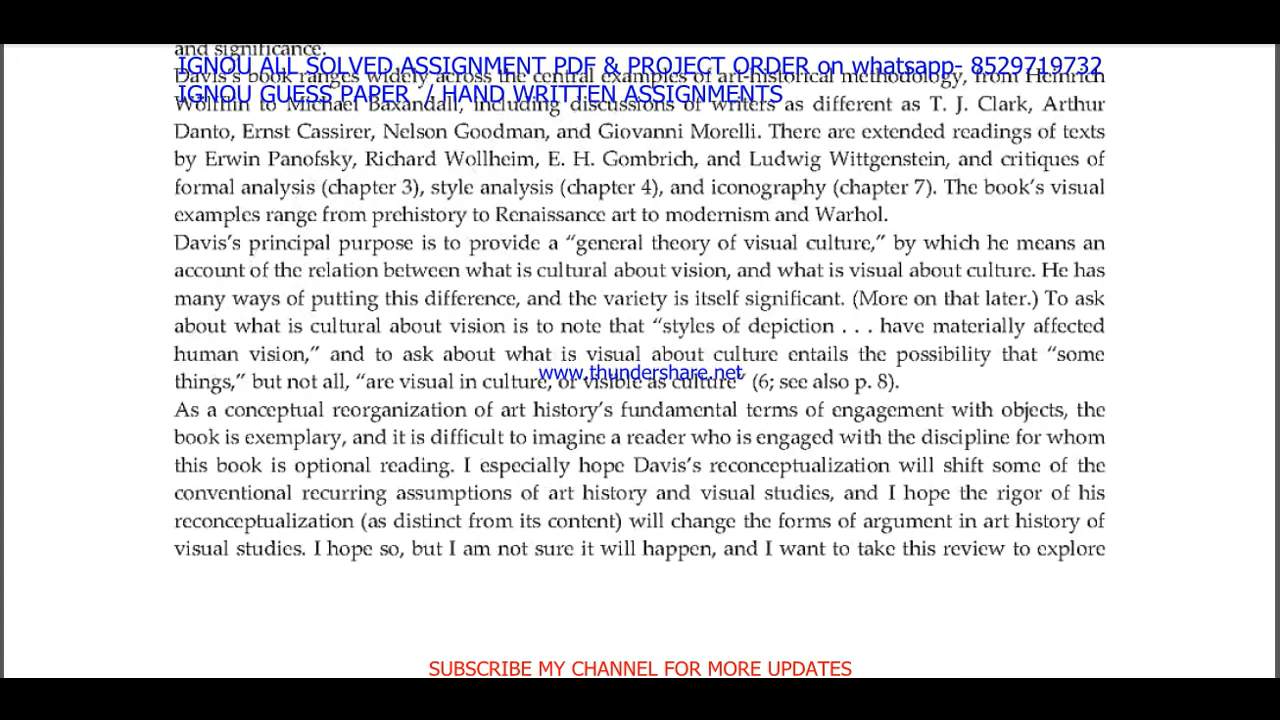 and significance.
IGNOU ALL SOLVED ASSIGNMENT PDF & PROJECT ORDER on whatsapp- 8529719732
Davis's book ranges widely across the central examples of art-historical methodology, from Heinrich
IGNOU GUESS PAPER / HAND WRITTEN ASSIGNMENTS
Wölfflin to Michael Baxandall, including discussions of writers as different as T. J. Clark, Arthur
Danto, Ernst Cassirer, Nelson Goodman, and Giovanni Morelli. There are extended readings of texts
by Erwin Panofsky, Richard Wollheim, E. H. Gombrich, and Ludwig Wittgenstein, and critiques of
formal analysis (chapter 3), style analysis (chapter 4), and iconography (chapter 7). The book's visual
examples range from prehistory to Renaissance art to modernism and Warhol.
Davis's principal purpose is to provide a “general theory of visual culture,” by which he means an
account of the relation between what is cultural about vision, and what is visual about culture. He has
many ways of putting this difference, and the variety is itself significant. (More on that later.) To ask
about what is cultural about vision is to note that “styles of depiction . . . have materially affected
human vision,” and to ask about what is visual about culture entails the possibility that “some
www.thundershare.net
things,” but not all, “are visual in culture, or visible as culture” (6; see also p. 8).
As a conceptual reorganization of art history's fundamental terms of engagement with objects, the
book is exemplary, and it is difficult to imagine a reader who is engaged with the discipline for whom
this book is optional reading. I especially hope Davis's reconceptualization will shift some of the
conventional recurring assumptions of art history and visual studies, and I hope the rigor of his
reconceptualization (as distinct from its content) will change the forms of argument in art history of
visual studies. I hope so, but I am not sure it will happen, and I want to take this review to explore
SUBSCRIBE MY CHANNEL FOR MORE UPDATES